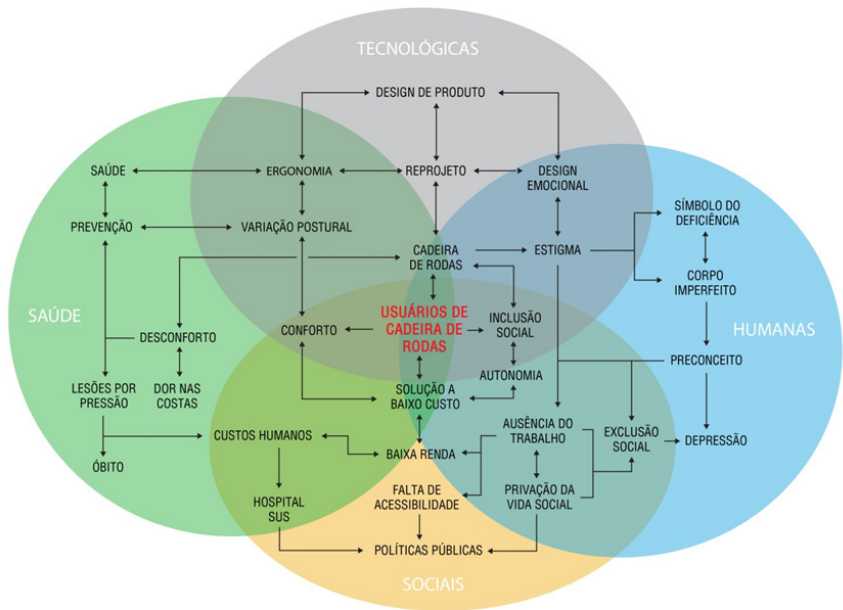 TECNOLÓGICAS
DESIGN DE PRODUTO
SAÚDE
ERGONOMIA
REPROJETO
DESIGN
EMOCIONAL
SÍMBOLO DO
DEFICIÊNCIA
PREVENÇÃO
VARIAÇÃO POSTURAL
CADEIRA
DE RODAS
ESTIGMA
CORPO
IMPERFEITO
SAÚDE
DESCONFORTO
CONFORTO
USUÁRIOS DE
CADEIRA DE
RODAS
INCLUSÃO
SOCIAL
HUMANAS
PRECONCEITO
AUTONOMIA
LESÕES POR
PRESSÃO
DOR NAS
COSTAS
SOLUÇÃO A
BAIXO CUSTO
AUSÊNCIA DO
TRABALHO
EXCLUSÃO
SOCIAL
DEPRESSÃO
CUSTOS HUMANOS
BAIXA RENDA
ÓBITO
HOSPITAL
SUS
FALTA DE
ACESSIBILIDADE
PRIVAÇÃO DA
VIDA SOCIAL
POLÍTICAS PÚBLICAS
SOCIAIS